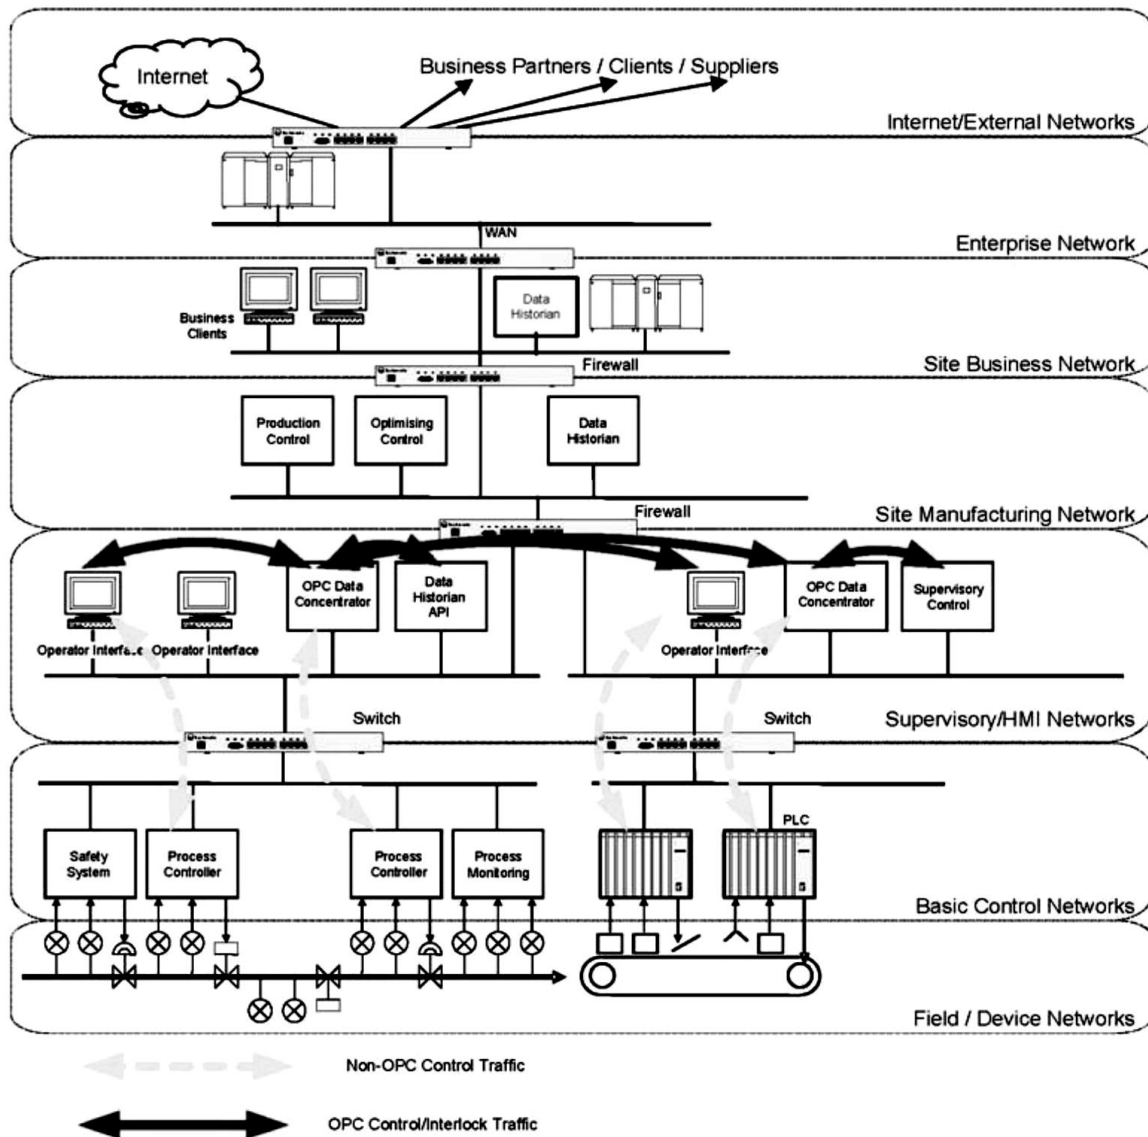 Internet
Business Partners / Clients / Suppliers
Internet/External Networks
WAN
Enterprise Network
Business
Clients
Data
Historian
Firewall
Site Business Network
Production
Control
Optimising
Control
Data
Historian
Firewall
Site Manufacturing Network
OPC Data
Concentrator
Data
Historian
API
OPC Data
Concentrator
Supervisory
Control
Operator Interface
Operator Interface
Operator Interface
Switch
Switch
Supervisory/HMI Networks
PLC
Safety
System
Process
Controller
Process
Controller
Process
Monitoring
Basic Control Networks
Field / Device Networks
Non-OPC Control Traffic
OPC Control/Interlock Traffic